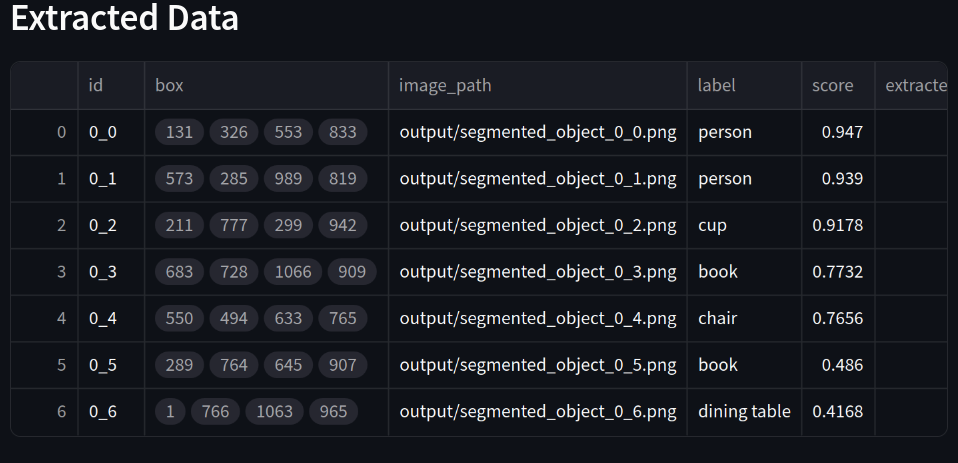 Extracted Data
id box image_path label score extracte
0 0_0 131 326 553 833 output/segmented_object_0_0.png person 0.947
1 0_1 573 285 989 819 output/segmented_object_0_1.png person 0.939
2 0_2 211 777 299 942 output/segmented_object_0_2.png cup 0.9178
3 0_3 683 728 1066 909 output/segmented_object_0_3.png book 0.7732
4 0_4 550 494 633 765 output/segmented_object_0_4.png chair 0.7656
5 0_5 289 764 645 907 output/segmented_object_0_5.png book 0.486
6 0_6 1 766 1063 965 output/segmented_object_0_6.png dining table 0.4168